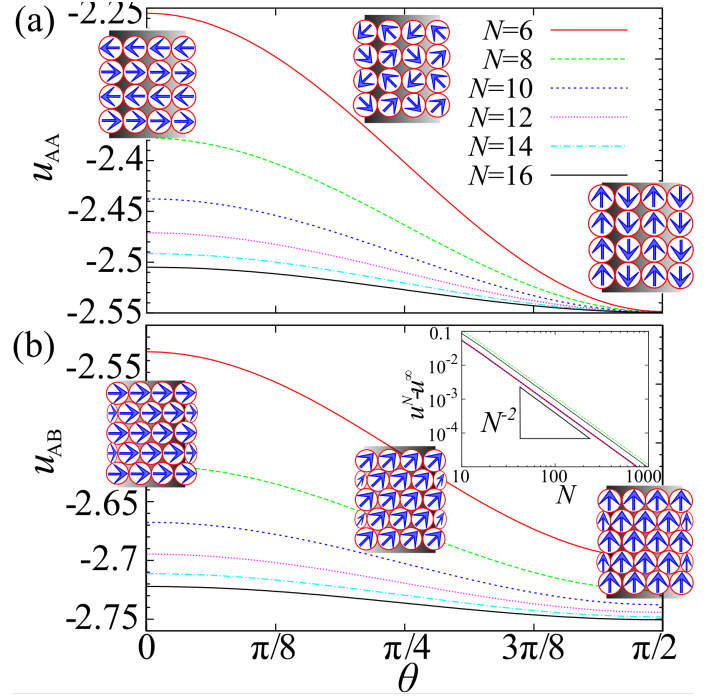 (a)
-2.25
-2.4
-2.45
-2.5
-2.55
u_AA
N=6
N=8
N=10
N=12
N=14
N=16
(b)
-2.55
-2.65
-2.7
-2.75
u_AB
0.1
10⁻²
10⁻³
10⁻⁴
u^N-u^∞
N⁻²
10
100
1000
N
0
π/8
π/4
3π/8
π/2
θ